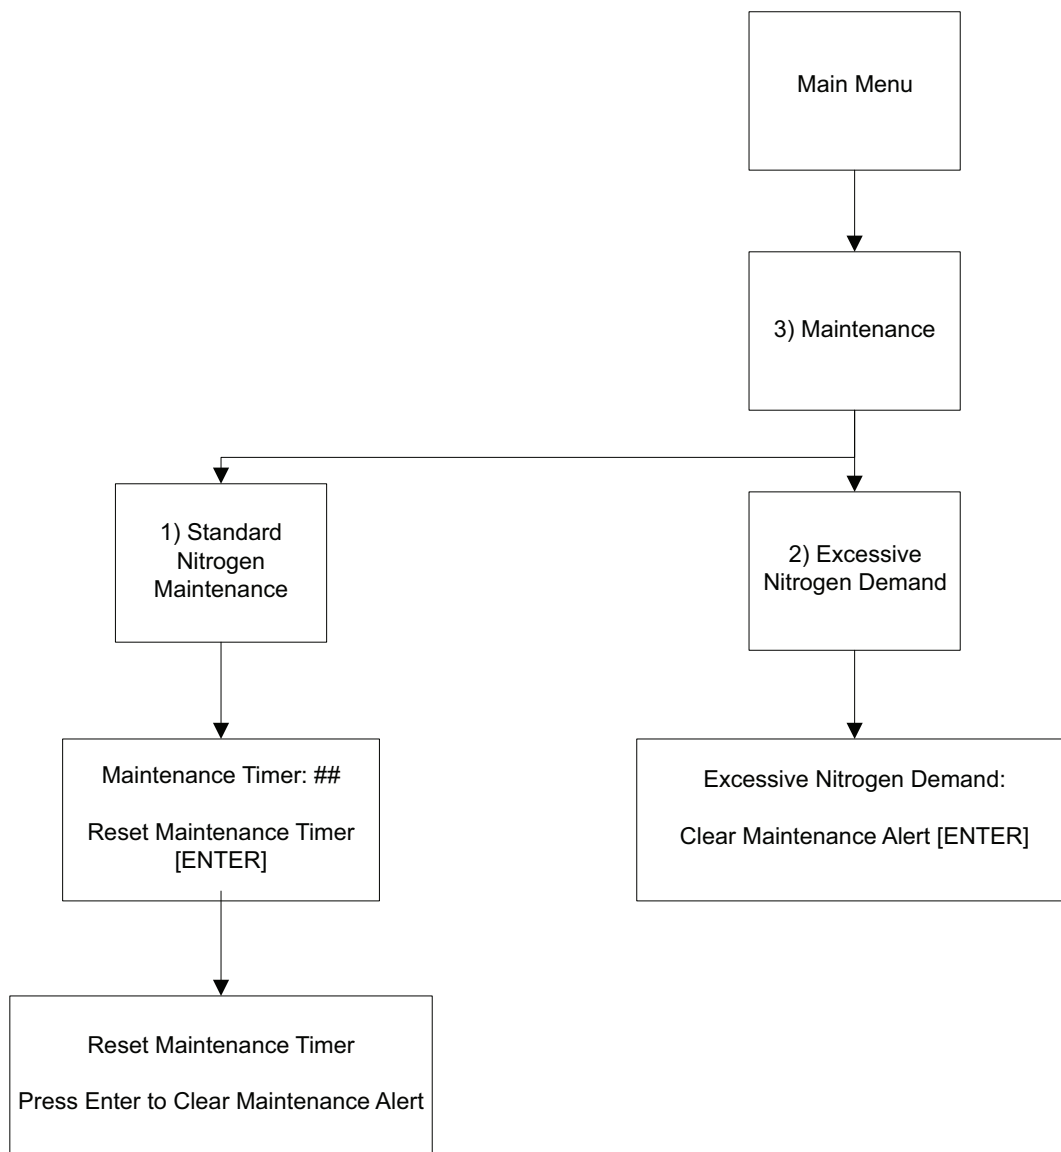 Main Menu
3) Maintenance
1) Standard
Nitrogen
Maintenance
2) Excessive
Nitrogen Demand
Maintenance Timer: ##
Reset Maintenance Timer
[ENTER]
Excessive Nitrogen Demand:
Clear Maintenance Alert [ENTER]
Reset Maintenance Timer
Press Enter to Clear Maintenance Alert